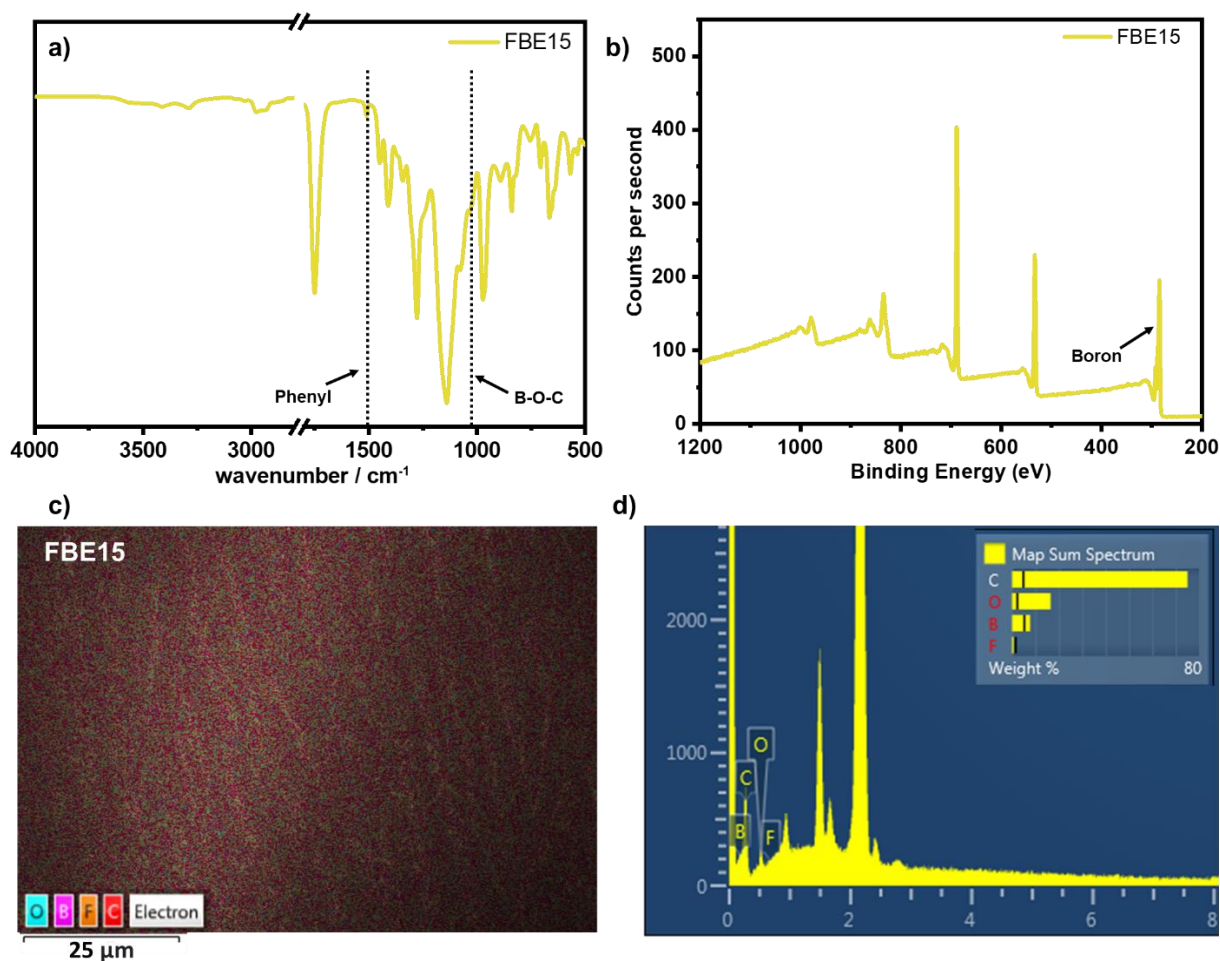 a)
FBE15
Phenyl
B-O-C
4000 3000 1500 1000 500
wavenumber / cm-1
b)
FBE15
500
400
300
200
100
0
Counts per second
Boron
1200 1000 800 600 400 200
Binding Energy (eV)
c)
FBE15
O B F C Electron
25 µm
d)
Map Sum Spectrum
C
O
B
F
Weight % 80
2000
1000
0
O
C
B
F
0 2 4 6 8